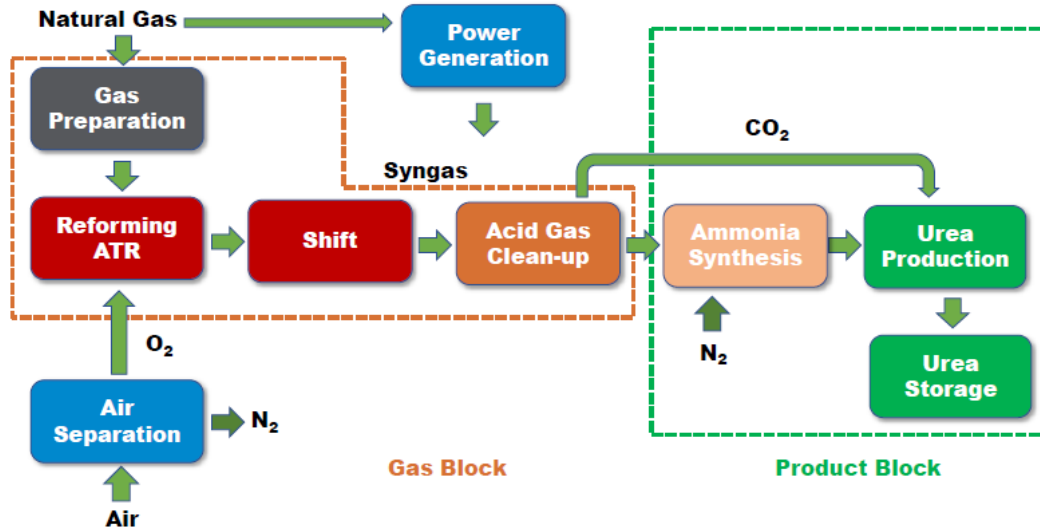 Natural Gas
Power
Generation
Gas
Preparation
CO₂
Syngas
Reforming
ATR
Shift
Acid Gas
Clean-up
Ammonia
Synthesis
Urea
Production
O₂
N₂
Urea
Storage
Air
Separation
N₂
Gas Block
Product Block
Air